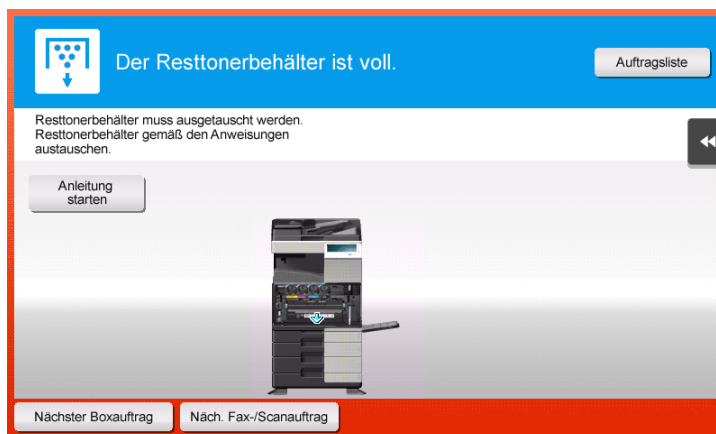 Der Resttonerbehälter ist voll.
Auftragsliste
Resttonerbehälter muss ausgetauscht werden.
Resttonerbehälter gemäß den Anweisungen
austauschen.
Anleitung
starten
Nächster Boxauftrag
Näch. Fax-/Scanauftrag